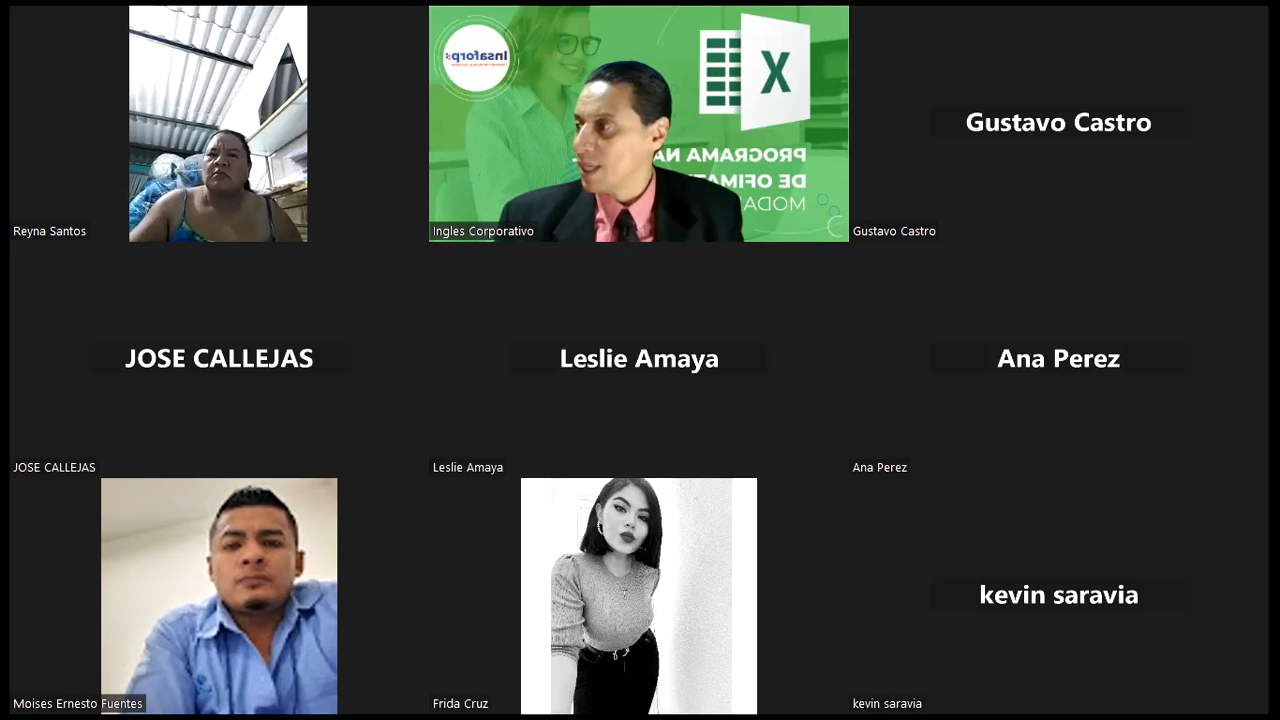 Insaforp
PROGRAMA NA
DE OFIMAT
MODA
Gustavo Castro
Reyna Santos
Ingles Corporativo
Gustavo Castro
JOSE CALLEJAS
Leslie Amaya
Ana Perez
JOSE CALLEJAS
Leslie Amaya
Ana Perez
kevin saravia
Moises Ernesto Fuentes
Frida Cruz
kevin saravia